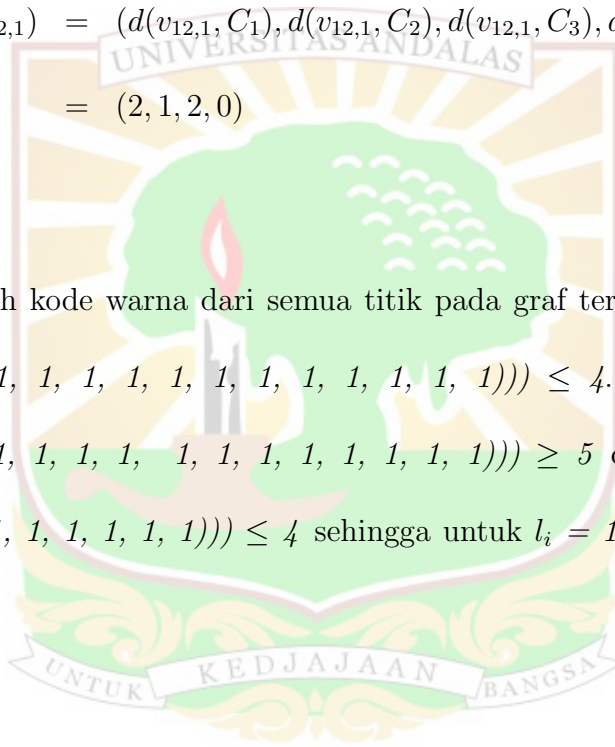 2,1) = (d(v12,1, C1), d(v12,1, C2), d(v12,1, C3),
UNIVERSITAS ANDALAS
= (2, 1, 2, 0)
h kode warna dari semua titik pada graf ter
1, 1, 1, 1, 1, 1, 1, 1, 1, 1, 1, 1))) ≤ 4.
1, 1, 1, 1, 1, 1, 1, 1, 1, 1, 1))) ≥ 5
, 1, 1, 1, 1, 1))) ≤ 4 sehingga untuk li = 1
UNTUK KEDJAJAAN BANGSA